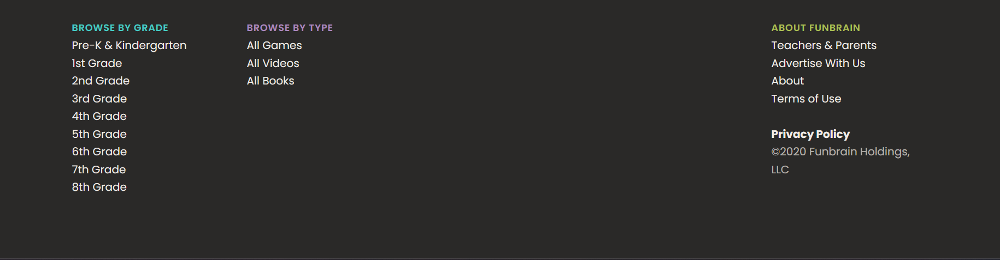 BROWSE BY GRADE
Pre-K & Kindergarten
1st Grade
2nd Grade
3rd Grade
4th Grade
5th Grade
6th Grade
7th Grade
8th Grade
BROWSE BY TYPE
All Games
All Videos
All Books
ABOUT FUNBRAIN
Teachers & Parents
Advertise With Us
About
Terms of Use
Privacy Policy
©2020 Funbrain Holdings,
LLC